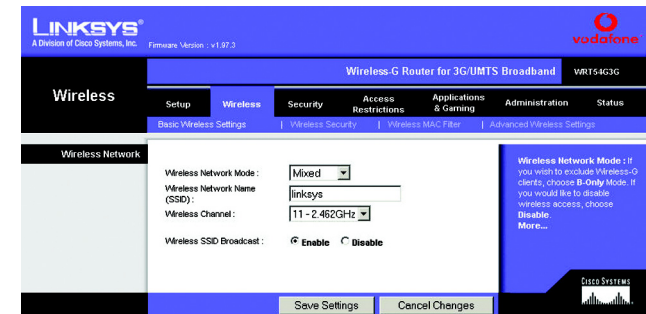 LINKSYS®
A Division of Cisco Systems, Inc.
Firmware Version : v1.97.3
vodafone
Wireless-G Router for 3G/UMTS Broadband WRT54G3G
Wireless
Setup Wireless Security Access Restrictions Applications & Gaming Administration Status
Basic Wireless Settings | Wireless Security | Wireless MAC Filter | Advanced Wireless Settings
Wireless Network
Wireless Network Mode : Mixed
Wireless Network Name
(SSID) : linksys
Wireless Channel : 11 - 2.462GHz
Wireless SSID Broadcast : Enable Disable
Wireless Network Mode : If
you wish to exclude Wireless-G
clients, choose B-Only Mode. If
you would like to disable
wireless access, choose
Disable.
More...
CISCO SYSTEMS
Save Settings Cancel Changes